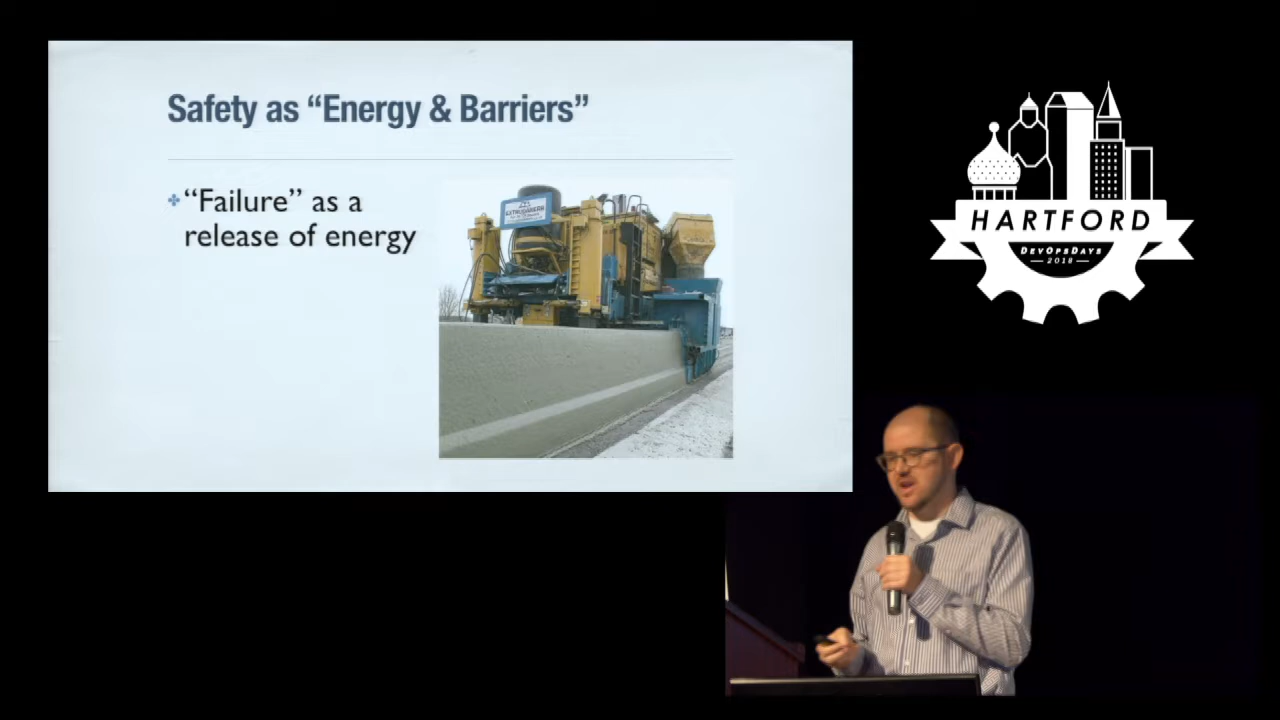 Safety as “Energy & Barriers”
“Failure” as a
release of energy
HARTFORD
DEVOPSDAYS
2018